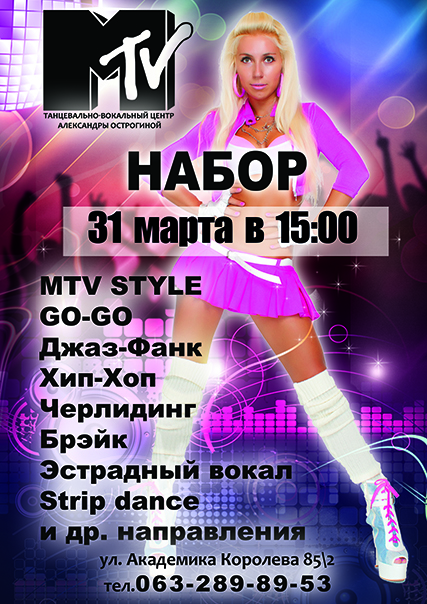 MTV
ТАНЦЕВАЛЬНО-ВОКАЛЬНЫЙ ЦЕНТР
АЛЕКСАНДРЫ ОСТРОГИНОЙ
НАБОР
31 марта в 15:00
MTV STYLE
GO-GO
Джаз-Фанк
Хип-Хоп
Черлидинг
Брэйк
Эстрадный вокал
Strip dance
и др. направления
ул. Академика Королева 85\2
тел.063-289-89-53